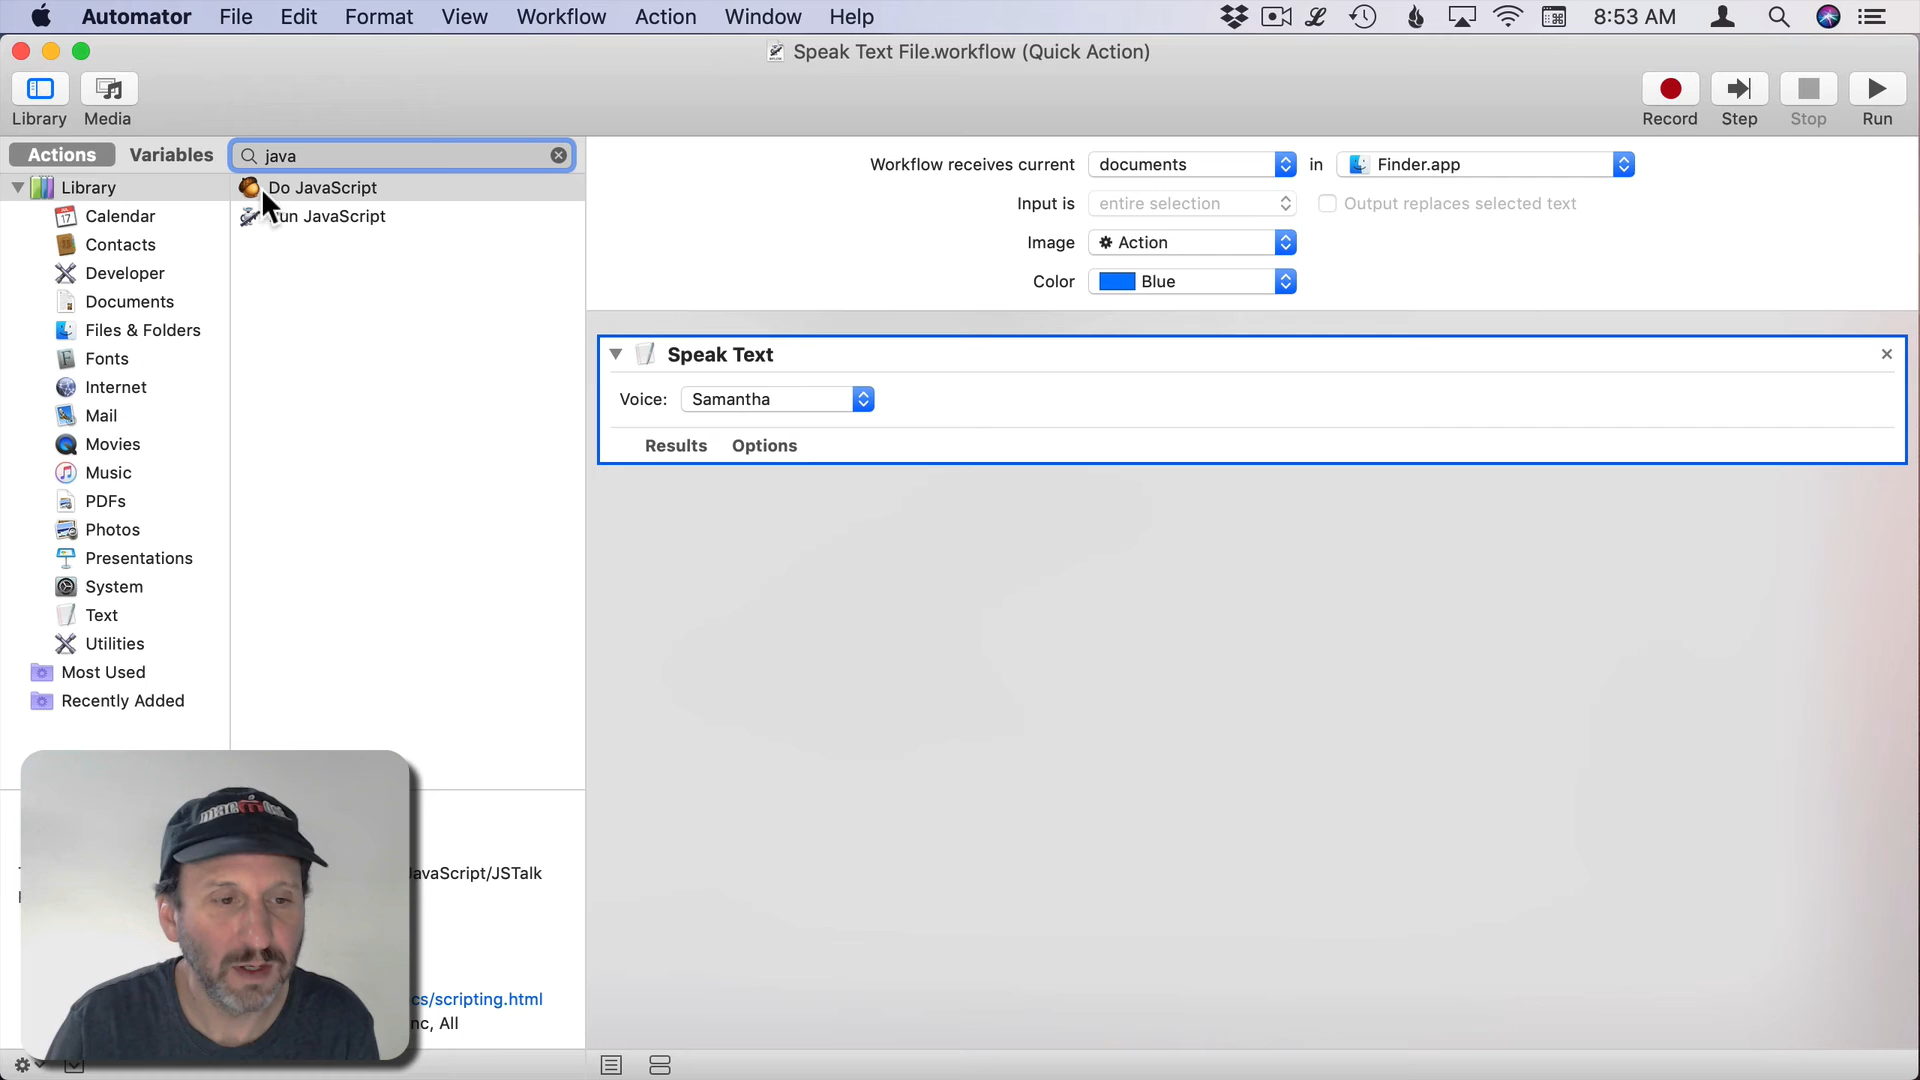 Automator File Edit Format View Workflow Action Window Help 8:53 AM
Speak Text File.workflow (Quick Action)
Library Media Record Step Stop Run
Actions Variables java
Library
Calendar
Contacts
Developer
Documents
Files & Folders
Fonts
Internet
Mail
Movies
Music
PDFs
Photos
Presentations
System
Text
Utilities
Most Used
Recently Added
Do JavaScript
un JavaScript
Workflow receives current documents in Finder.app
Input is entire selection Output replaces selected text
Image Action
Color Blue
Speak Text
Voice: Samantha
Results Options
JavaScript/JSTalk
cs/scripting.html
nc, All